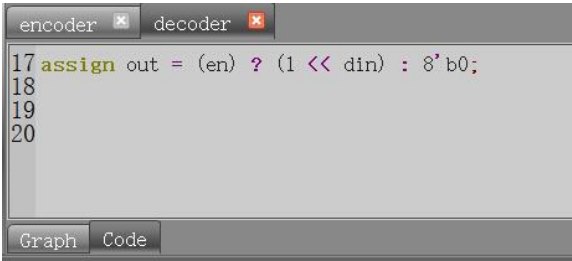 encoder decoder
17 assign out = (en) ? (1 << din) : 8'b0;
18
19
20
Graph Code